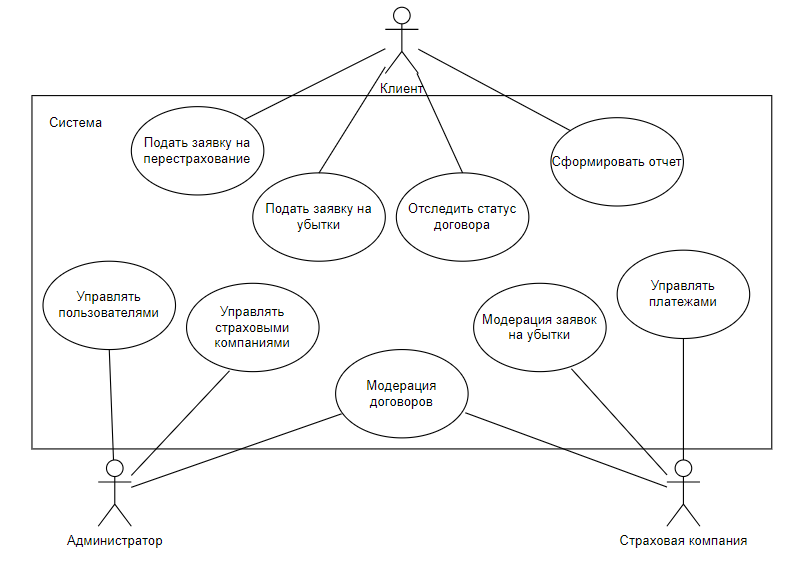 Клиент
Система
Подать заявку на
перестрахование
Сформировать отчет
Подать заявку на
убытки
Отследить статус
договора
Управлять
пользователями
Управлять
страховыми
компаниями
Модерация заявок
на убытки
Управлять
платежами
Модерация
договоров
Администратор
Страховая компания